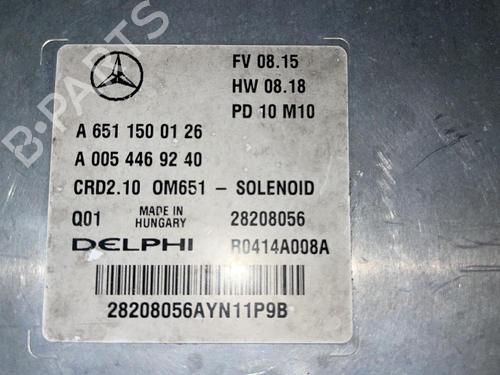 FV 08.15
HW 08.18
PD 10 M10
A 651 150 01 26
A 005 446 92 40
CRD2.10 OM651 – SOLENOID
Q01 MADE IN HUNGARY 28208056
DELPHI R0414A008A
28208056AYN11P9B
B-PARTS